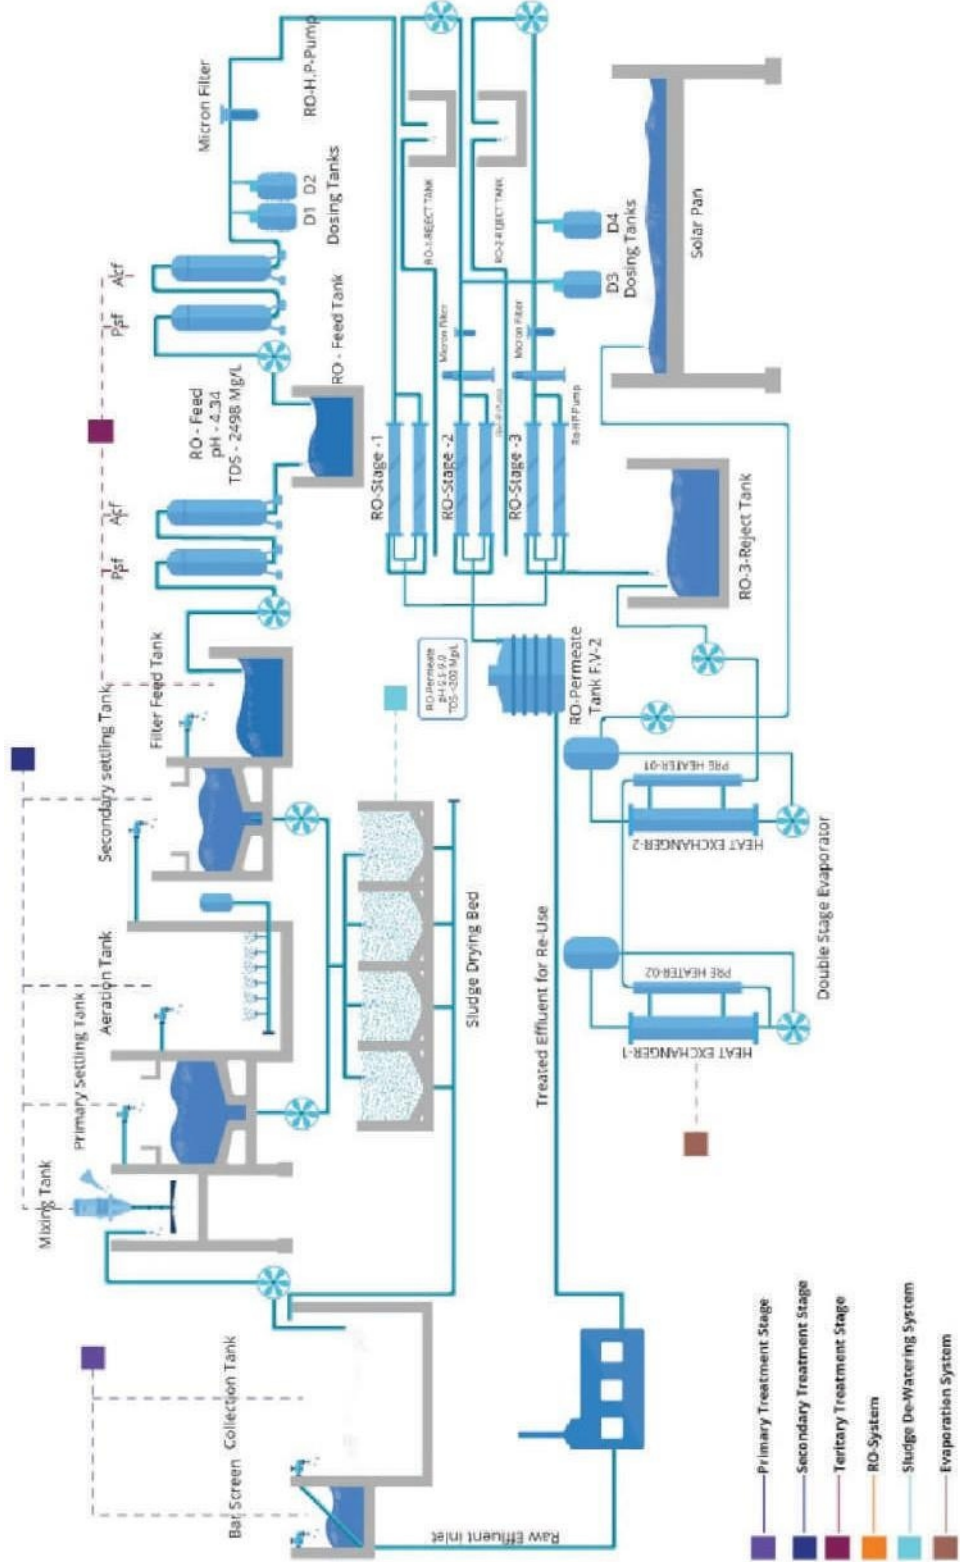 Bar Screen
Collection Tank
Raw Effluent inlet
Mixing Tank
Primary Settling Tank
Aeration Tank
Secondary settling Tank
Filter Feed Tank
Psf
Acf
RO - Feed
pH - 4.34
TDS - 2498 Mg/L
RO - Feed Tank
Psf
Acf
D1 D2
Dosing Tanks
Micron Filter
RO-H.P-Pump
RO-1-REJECT TANK
RO-2-REJECT TANK
RO-Stage -1
RO-Stage -2
RO-Stage -3
Micron Filter
Micron Filter
Ro-HP-Pump
D3 D4
Dosing Tanks
Solar Pan
RO-3-Reject Tank
RO-Permeate
TDS-<200 Mg/L
RO-Permeate
Tank F.V-2
Sludge Drying Bed
Treated Effluent for Re-Use
PRE HEATER-01
HEAT EXCHANGER-2
PRE HEATER-02
HEAT EXCHANGER-1
Double Stage Evaporator
Primary Treatment Stage
Secondary Treatment Stage
Teritary Treatment Stage
RO-System
Sludge De-Watering System
Evaporation System